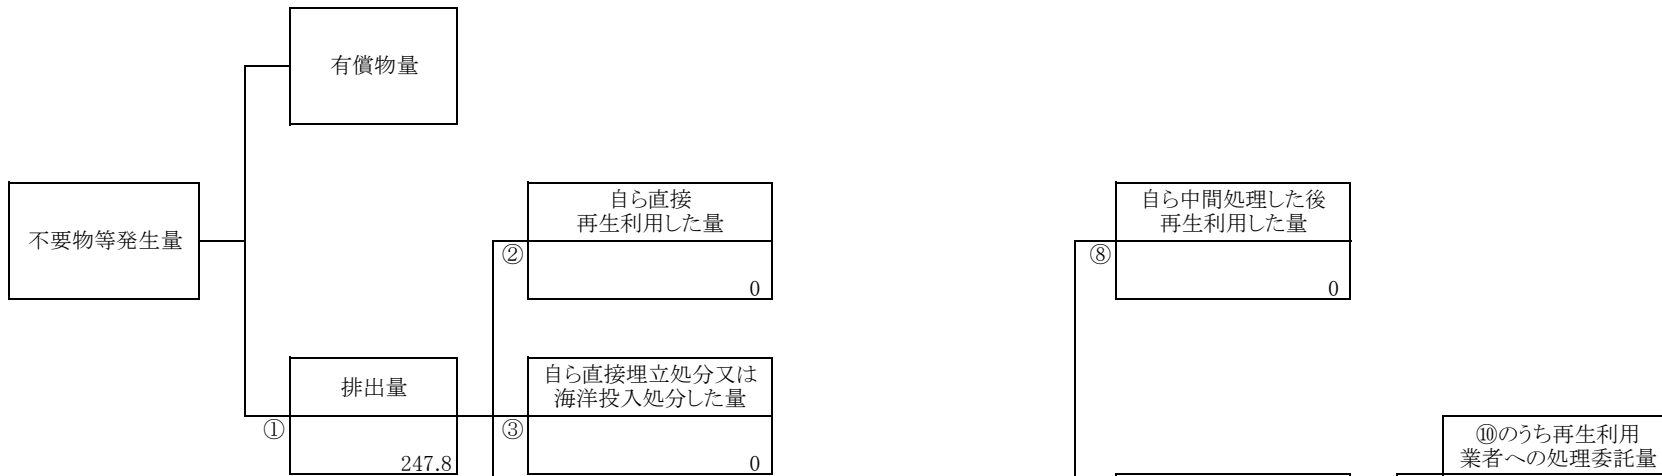 有償物量
不要物等発生量
自ら直接
再生利用した量
②
0
自ら中間処理した後
再生利用した量
⑧
0
排出量
①
247.8
自ら直接埋立処分又は
海洋投入処分した量
③
0
⑩のうち再生利用
業者への処理委託量